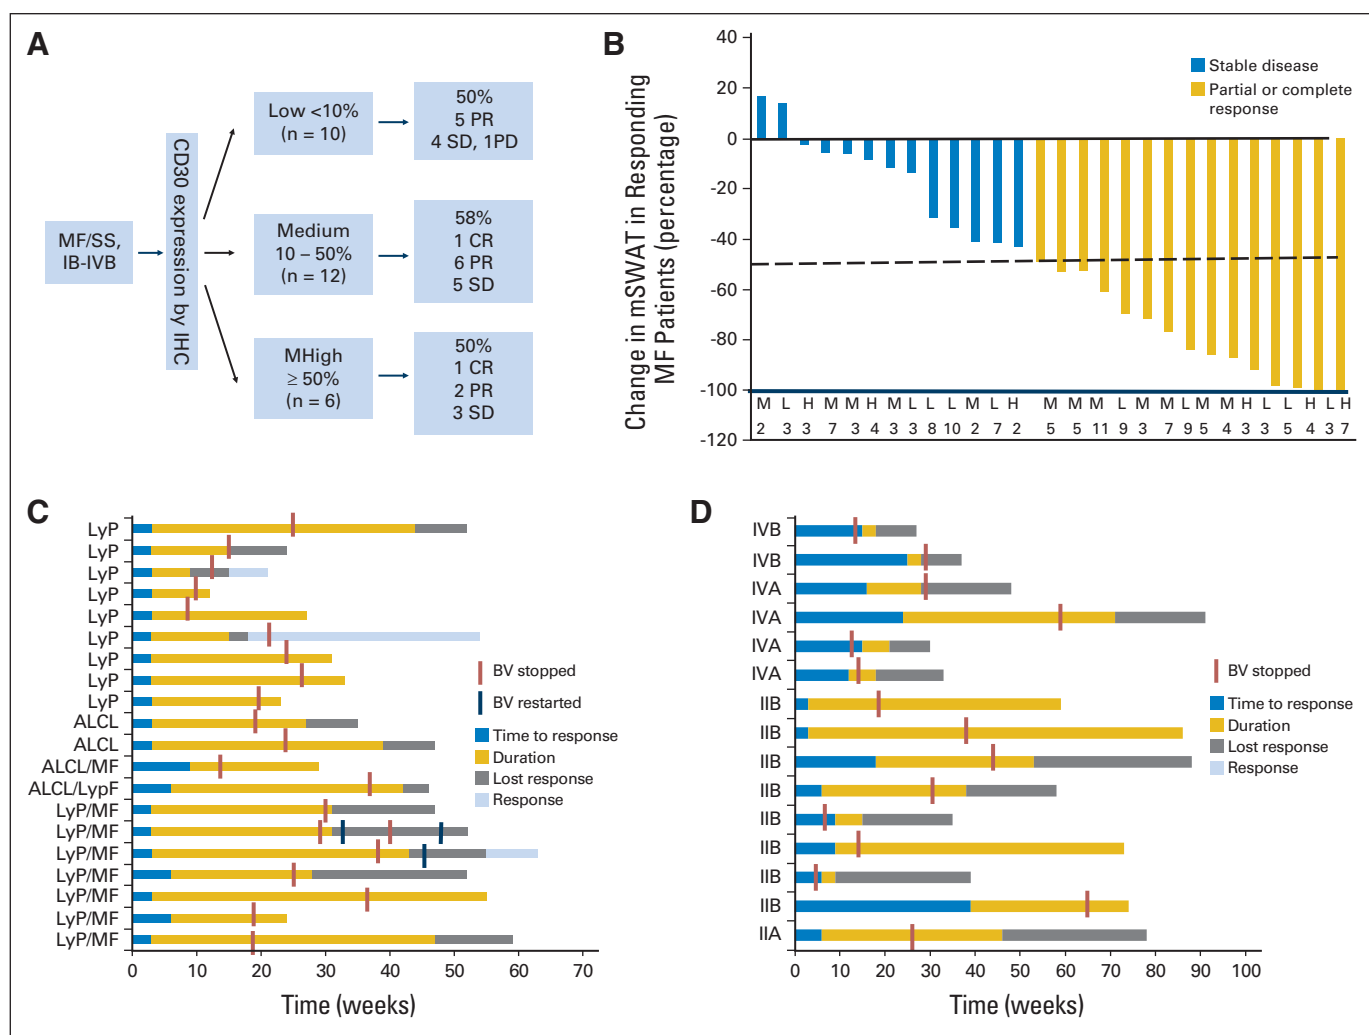 A
MF/SS,
IB-IVB
CD30 expression by IHC
Low <10%
(n = 10)
50%
5 PR
4 SD, 1PD
Medium
10 – 50%
(n = 12)
58%
1 CR
6 PR
5 SD
MHigh
≥ 50%
(n = 6)
50%
1 CR
2 PR
3 SD
B
Change in mSWAT in Responding
MF Patients (percentage)
40
20
0
-20
-40
-60
-80
-100
-120
Stable disease
Partial or complete
response
M L H M M H M L L L M L H M M M L M M L M M H L L H L H
2 3 3 7 3 4 3 3 8 10 2 7 2 5 5 11 9 3 7 9 5 4 3 3 5 4 3 7
C
LyP
LyP
LyP
LyP
LyP
LyP
LyP
LyP
LyP
ALCL
ALCL
ALCL/MF
ALCL/LypF
LyP/MF
LyP/MF
LyP/MF
LyP/MF
LyP/MF
LyP/MF
LyP/MF
BV stopped
BV restarted
Time to response
Duration
Lost response
Response
0 10 20 30 40 50 60 70
Time (weeks)
D
IVB
IVB
IVA
IVA
IVA
IVA
IIB
IIB
IIB
IIB
IIB
IIB
IIB
IIB
IIA
BV stopped
Time to response
Duration
Lost response
Response
0 10 20 30 40 50 60 70 80 90 100
Time (weeks)